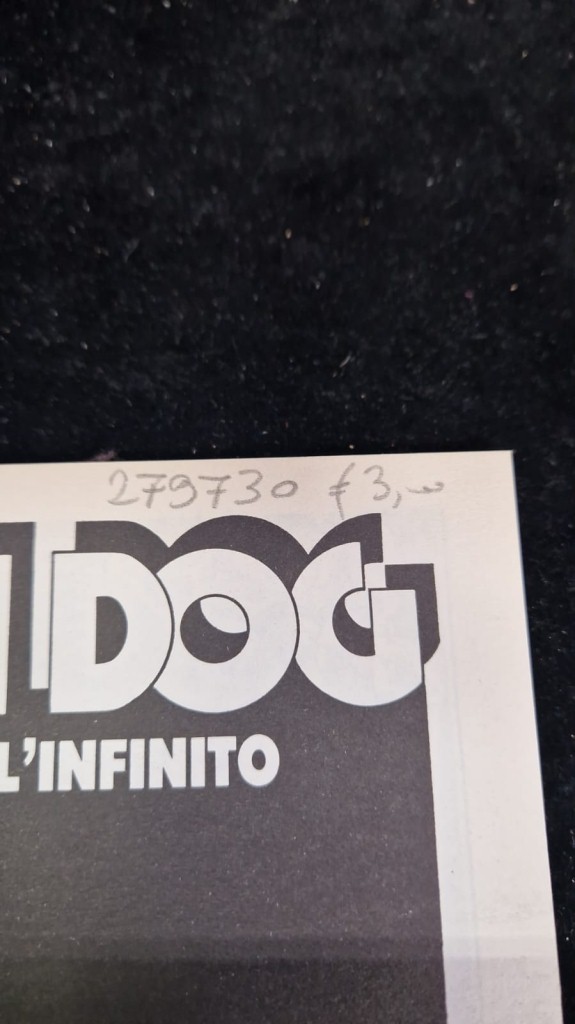 279730 f 3,-
DOG
L'INFINITO